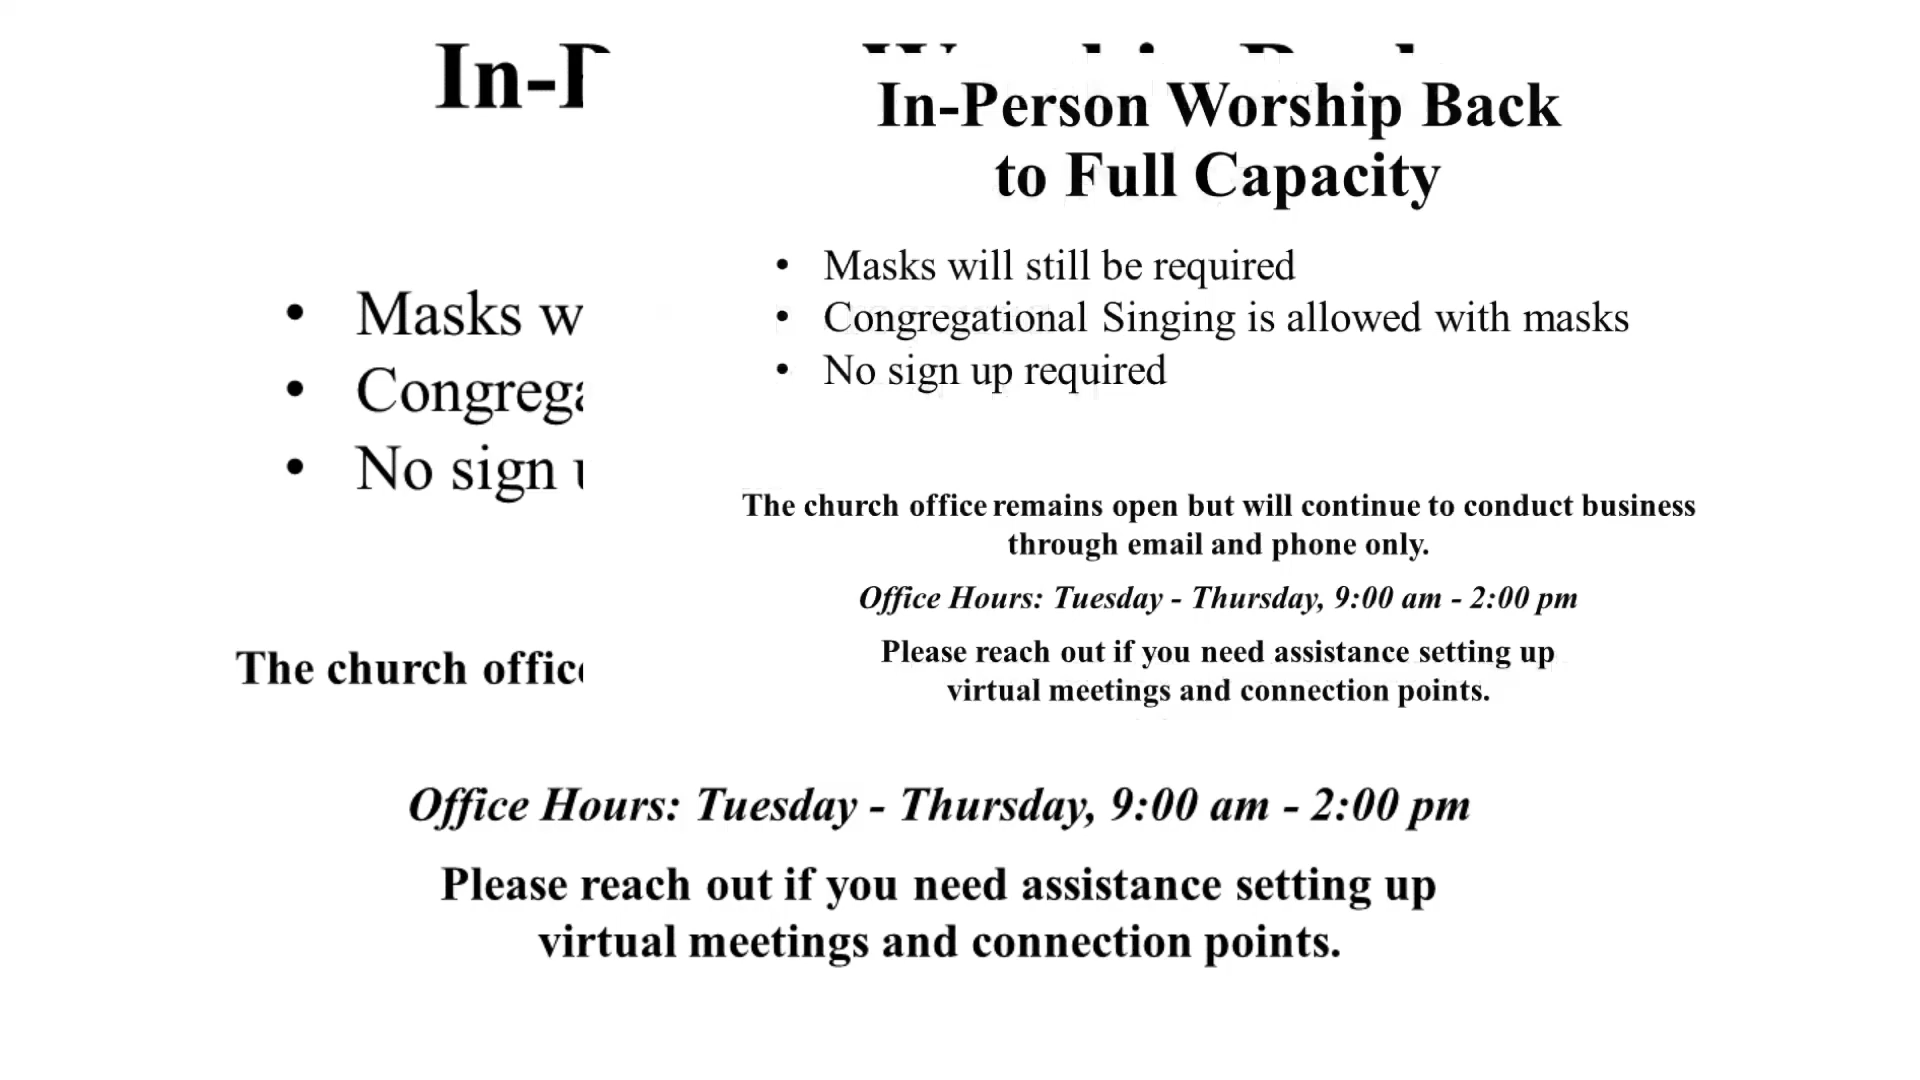 In-P
In-Person Worship Back
to Full Capacity
• Masks w
• Congrega
• No sign u
• Masks will still be required
• Congregational Singing is allowed with masks
• No sign up required
The church office
The church office remains open but will continue to conduct business
through email and phone only.
Office Hours: Tuesday - Thursday, 9:00 am - 2:00 pm
Please reach out if you need assistance setting up
virtual meetings and connection points.
Office Hours: Tuesday - Thursday, 9:00 am - 2:00 pm
Please reach out if you need assistance setting up
virtual meetings and connection points.